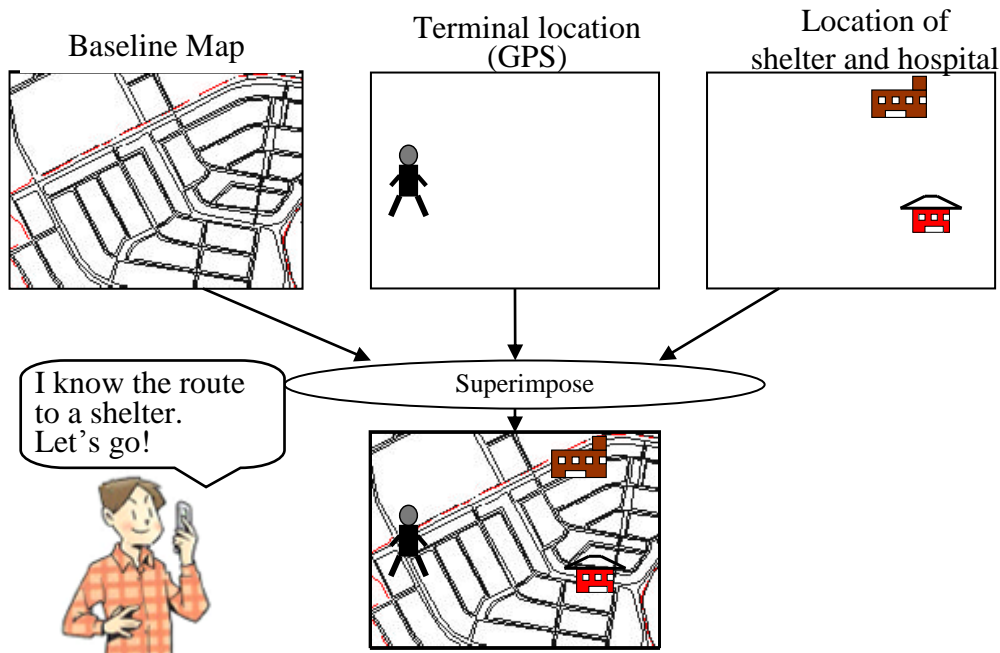 Baseline Map
Terminal location
(GPS)
Location of
shelter and hospital
Superimpose
I know the route
to a shelter.
Let’s go!